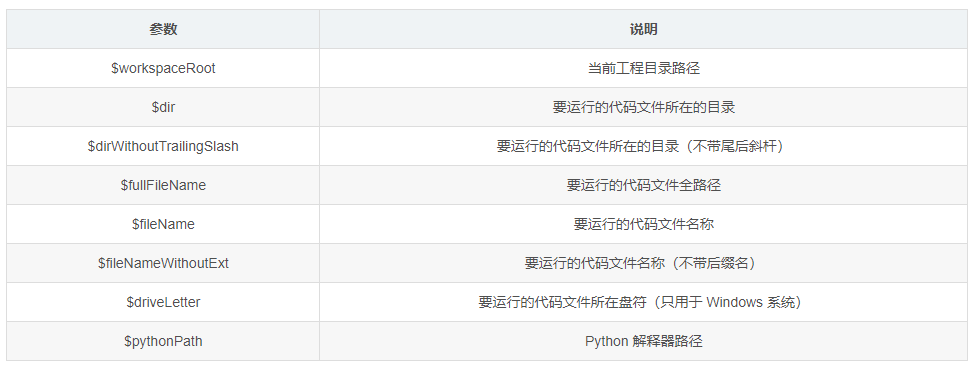 参数 说明
$workspaceRoot 当前工程目录路径
$dir 要运行的代码文件所在的目录
$dirWithoutTrailingSlash 要运行的代码文件所在的目录（不带尾后斜杆）
$fullFileName 要运行的代码文件全路径
$fileName 要运行的代码文件名称
$fileNameWithoutExt 要运行的代码文件名称（不带后缀名）
$driveLetter 要运行的代码文件所在盘符（只用于 Windows 系统）
$pythonPath Python 解释器路径